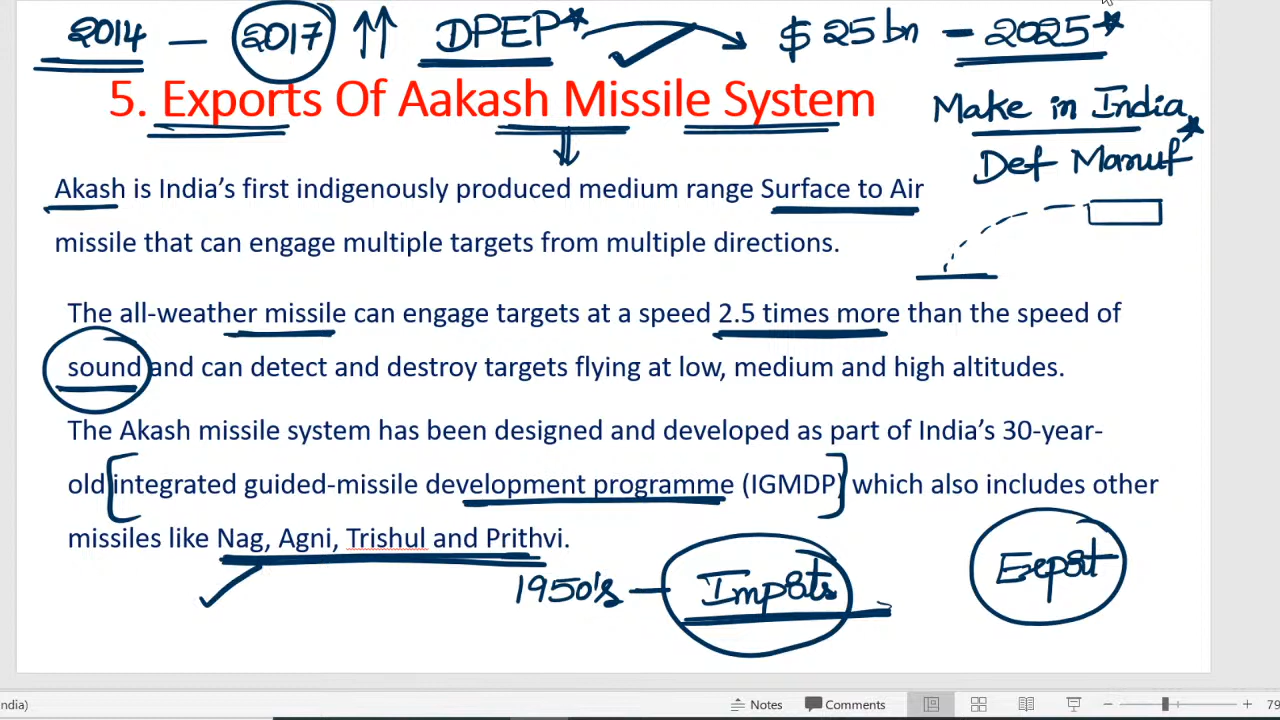 2014 — 2017 ↑↑ DPEP* → $25bn - 2025*
5. Exports Of Aakash Missile System
Make in India
Def Manuf
Akash is India's first indigenously produced medium range Surface to Air
missile that can engage multiple targets from multiple directions.
The all-weather missile can engage targets at a speed 2.5 times more than the speed of
sound and can detect and destroy targets flying at low, medium and high altitudes.
The Akash missile system has been designed and developed as part of India's 30-year-
old [integrated guided-missile development programme (IGMDP)] which also includes other
missiles like Nag, Agni, Trishul and Prithvi.
1950's — Imports
Export
ndia)
Notes
Comments
79